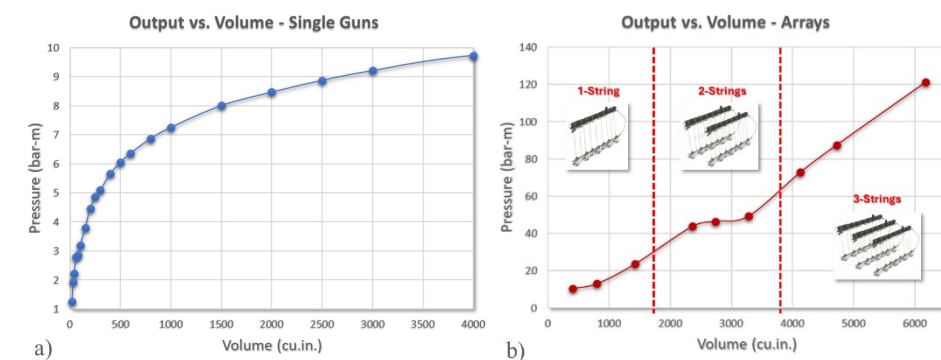 Output vs. Volume - Single Guns
10
9
8
7
6
5
4
3
2
1
Pressure (bar-m)
0 500 1000 1500 2000 2500 3000 3500 4000
Volume (cu.in.)
a)
Output vs. Volume - Arrays
140
120
100
80
60
40
20
0
Pressure (bar-m)
1-String
2-Strings
3-Strings
0 1000 2000 3000 4000 5000 6000
Volume (cu.in.)
b)